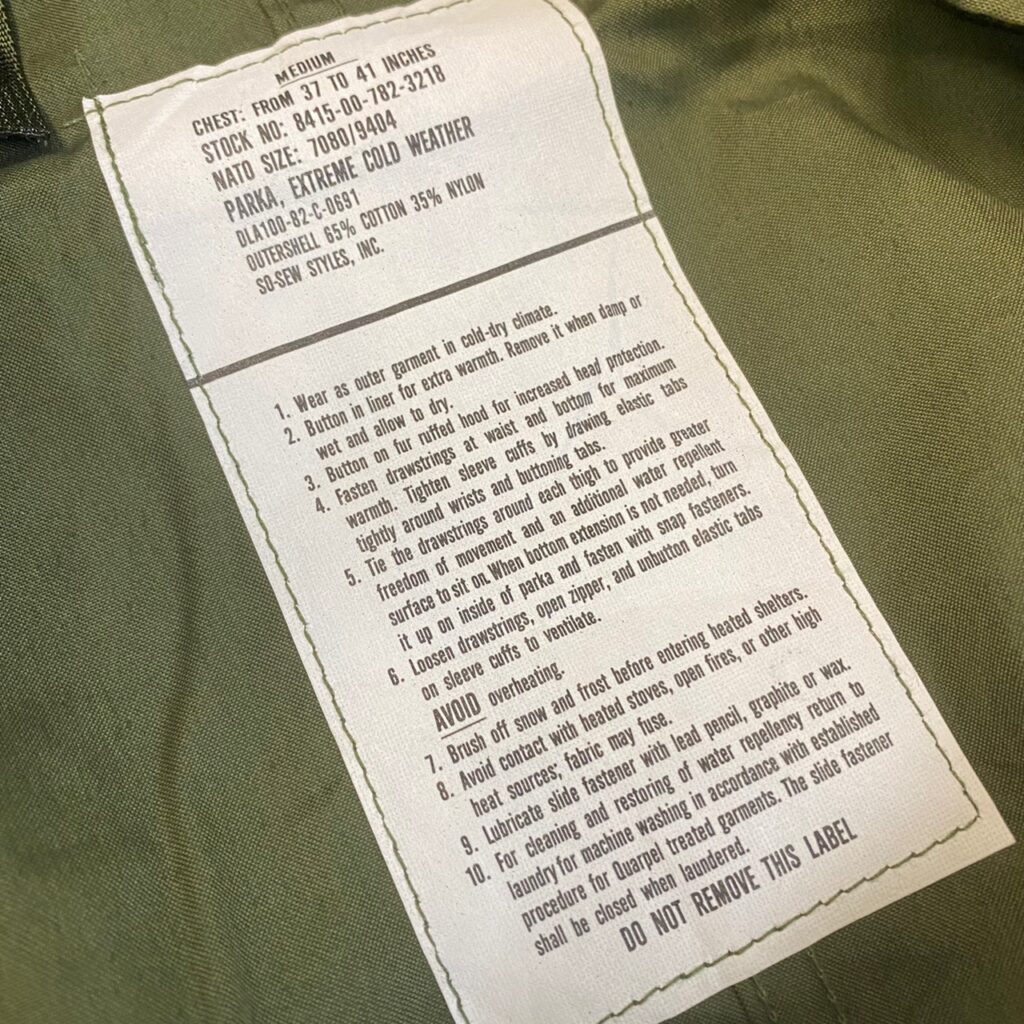 MEDIUM
CHEST: FROM 37 TO 41 INCHES
STOCK NO: 8415-00-782-3218
NATO SIZE: 7080/9404
PARKA, EXTREME COLD WEATHER
DLA100-82-C-0691
OUTERSHELL 65% COTTON 35% NYLON
SO-SEW STYLES, INC.
1. Wear as outer garment in cold-dry climate.
2. Button in liner for extra warmth. Remove it when damp or
wet and allow to dry.
3. Button on fur ruffed hood for increased head protection.
4. Fasten drawstrings at waist and bottom for maximum
warmth. Tighten sleeve cuffs by drawing elastic tabs
tightly around wrists and buttoning tabs.
5. Tie the drawstrings around each thigh to provide greater
freedom of movement and an additional water repellent
surface to sit on. When bottom extension is not needed, turn
it up on inside of parka and fasten with snap fasteners.
6. Loosen drawstrings, open zipper, and unbutton elastic tabs
on sleeve cuffs to ventilate.
AVOID overheating.
7. Brush off snow and frost before entering heated shelters.
8. Avoid contact with heated stoves, open fires, or other high
heat sources; fabric may fuse.
9. Lubricate slide fastener with lead pencil, graphite or wax.
10. For cleaning and restoring of water repellency return to
laundry for machine washing in accordance with established
procedure for Quarpel treated garments. The slide fastener
shall be closed when laundered.
DO NOT REMOVE THIS LABEL